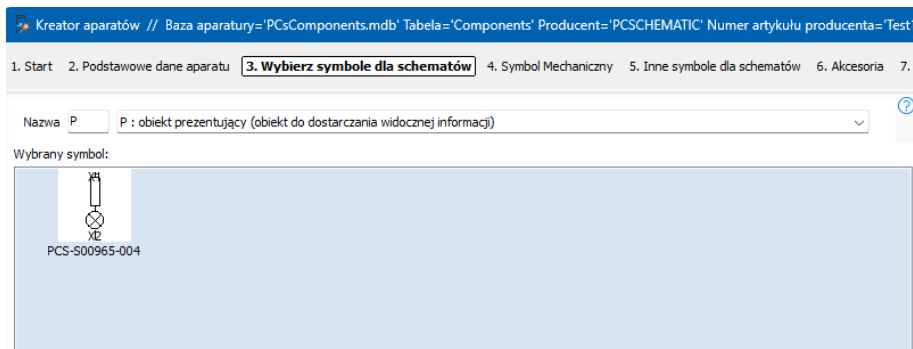 Kreator aparatów // Baza aparatury='PCsComponents.mdb' Tabela='Components' Producent='PCSCHEMATIC' Numer artykułu producenta='Test
1. Start 2. Podstawowe dane aparatu 3. Wybierz symbole dla schematów 4. Symbol Mechaniczny 5. Inne symbole dla schematów 6. Akcesoria 7.
Nazwa P P : obiekt prezentujący (obiekt do dostarczania widocznej informacji)
Wybrany symbol:
PCS-S00965-004